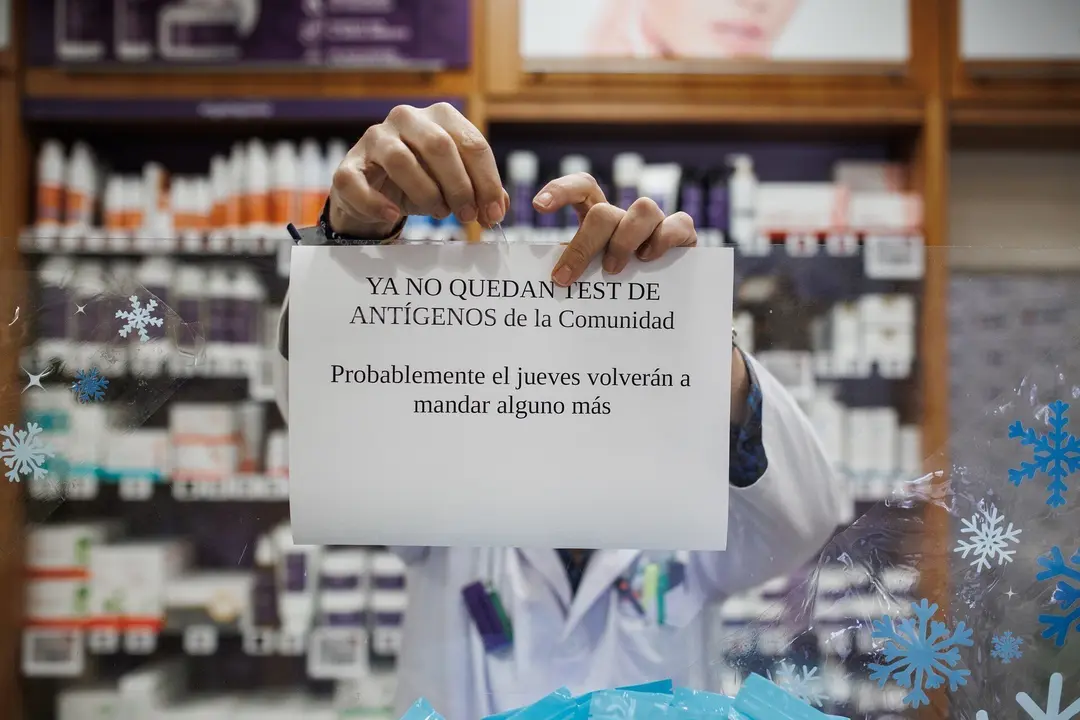 YA NO QUEDAN TEST DE
ANTÍGENOS de la Comunidad
Probablemente el jueves volverán a
mandar alguno más